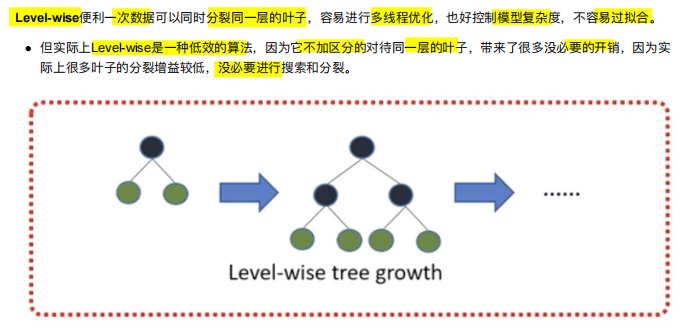 Level-wise便利一次数据可以同时分裂同一层的叶子，容易进行多线程优化，也好控制模型复杂度，不容易过拟合。
• 但实际上Level-wise是一种低效的算法，因为它不加区分的对待同一层的叶子，带来了很多没必要的开销，因为实
际上很多叶子的分裂增益较低，没必要进行搜索和分裂。
......
Level-wise tree growth